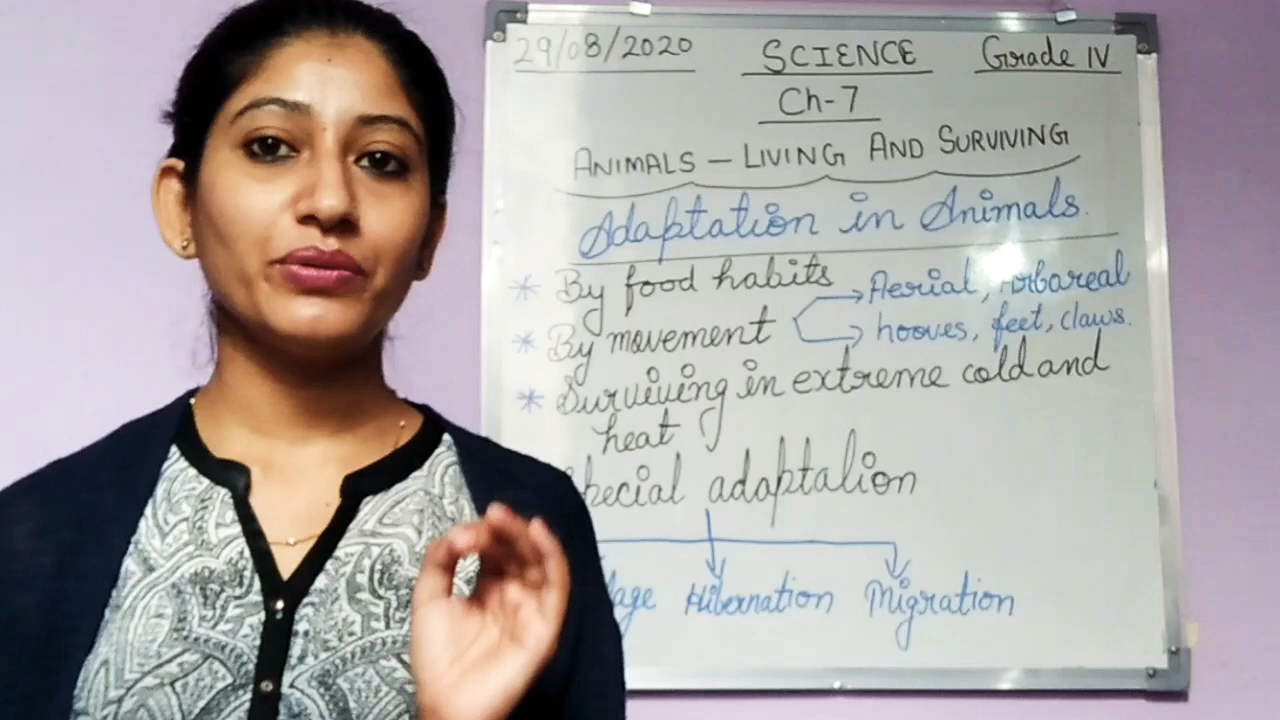 29/08/2020 SCIENCE Grade IV
Ch-7
ANIMALS – LIVING AND SURVIVING
Adaptation in Animals.
* By food habits
→ Aerial, Arboreal
* By movement → hooves, feet, claws.
* Surviving in extreme cold and
heat
special adaptation
Hibernation Migration